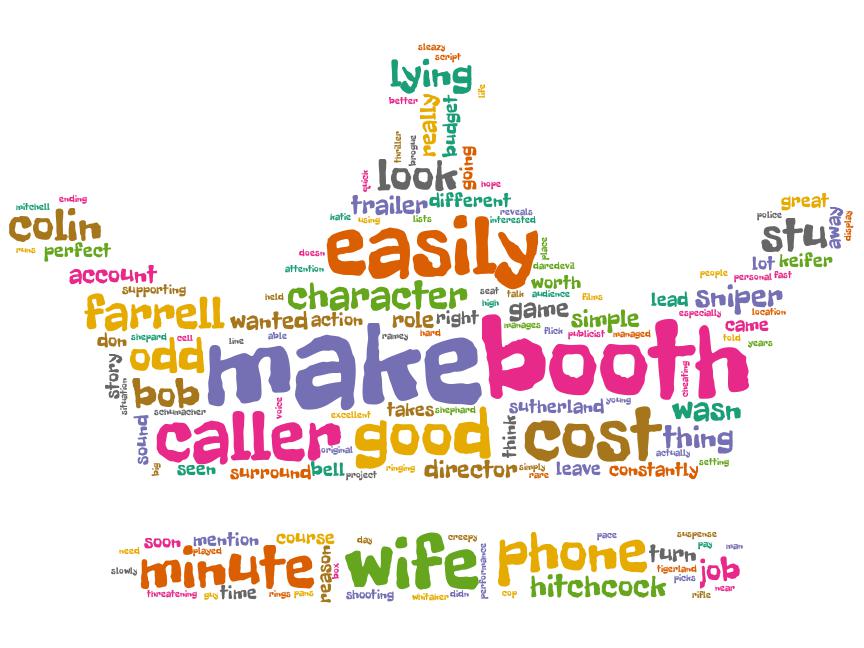 sleazy
script
lying
better
life
really
budget
thriller
brogue
look
going
quick
hope
trailer different
katie using lists reveals
interested
mitchell ending
colin
runs perfect
great
police
stu
away
display
lot keifer
easily
place
doesn
attention
daredevil
worth
account
supporting
people personal fast
held character seat talk audience films
high
lead sniper
farrell
wanted action role right game simple especially location
manages flick publicist managed came
don shepard cell line able ramey hard told years
odd make booth
story
situation
bob
cheating
schumacher
voice
excellent takes shephard sutherland young wasn
sound
caller good think cost thing
original
actually
setting
big seen surround bell project ringing director simply
rare leave constantly
need soon mention course day creepy pace suspense
played
minute reason
box
wife performance phone turn pay man
slowly
tigerland
picks job
threatening guy time rings pans shooting whitaker didn cop hitchcock near
rifle